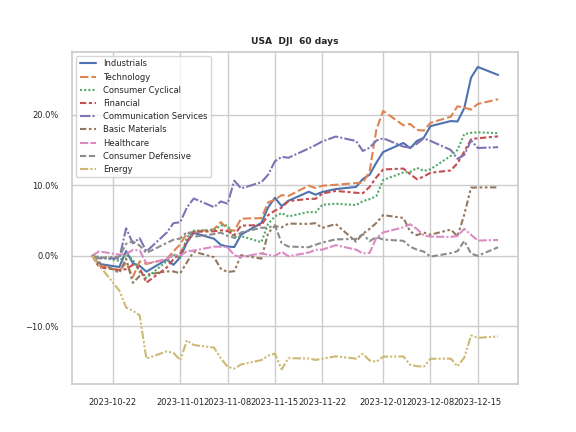 USA DJI 60 days
Industrials
Technology
Consumer Cyclical
Financial
Communication Services
Basic Materials
Healthcare
Consumer Defensive
Energy
20.0%
10.0%
0.0%
−10.0%
2023-10-22 2023-11-01 2023-11-08 2023-11-15 2023-11-22 2023-12-01 2023-12-08 2023-12-15